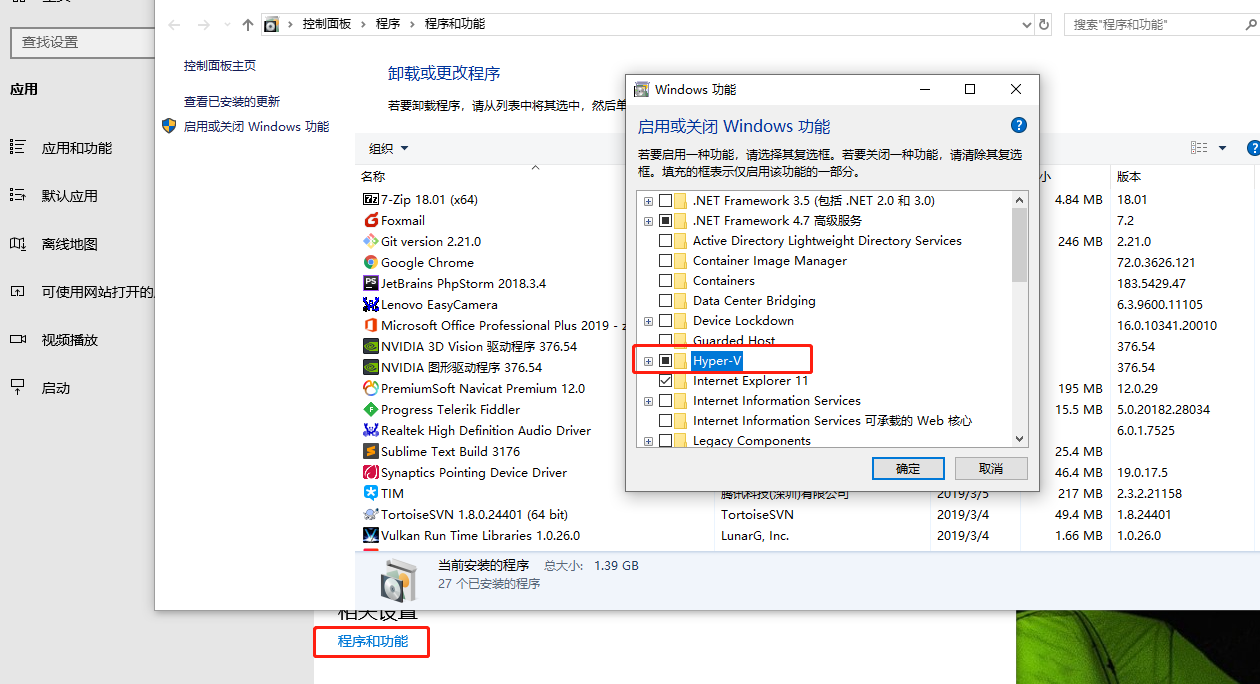 查找设置
应用
应用和功能
默认应用
离线地图
可使用网站打开的
视频播放
启动
控制面板 程序 程序和功能
搜索"程序和功能"
控制面板主页
查看已安装的更新
启用或关闭 Windows 功能
卸载或更改程序
若要卸载程序，请从列表中将其选中，然后单
组织
名称
小
版本
7-Zip 18.01 (x64)
4.84 MB
18.01
Foxmail
7.2
Git version 2.21.0
246 MB
2.21.0
Google Chrome
72.0.3626.121
JetBrains PhpStorm 2018.3.4
183.5429.47
Lenovo EasyCamera
6.3.9600.11105
Microsoft Office Professional Plus 2019 - z
16.0.10341.20010
NVIDIA 3D Vision 驱动程序 376.54
376.54
NVIDIA 图形驱动程序 376.54
376.54
PremiumSoft Navicat Premium 12.0
195 MB
12.0.29
Progress Telerik Fiddler
15.5 MB
5.0.20182.28034
Realtek High Definition Audio Driver
6.0.1.7525
Sublime Text Build 3176
25.4 MB
Synaptics Pointing Device Driver
46.4 MB
19.0.17.5
TIM
腾讯科技(深圳)有限公司
2019/3/5
217 MB
2.3.2.21158
TortoiseSVN 1.8.0.24401 (64 bit)
TortoiseSVN
2019/3/4
49.4 MB
1.8.24401
Vulkan Run Time Libraries 1.0.26.0
LunarG, Inc.
2019/3/4
1.66 MB
1.0.26.0
当前安装的程序 总大小: 1.39 GB
27 个已安装的程序
Windows 功能
启用或关闭 Windows 功能
若要启用一种功能，请选择其复选框。若要关闭一种功能，请清除其复选
框。填充的框表示仅启用该功能的一部分。
.NET Framework 3.5 (包括 .NET 2.0 和 3.0)
.NET Framework 4.7 高级服务
Active Directory Lightweight Directory Services
Container Image Manager
Containers
Data Center Bridging
Device Lockdown
Guarded Host
Hyper-V
Internet Explorer 11
Internet Information Services
Internet Information Services 可承载的 Web 核心
Legacy Components
确定
取消
相关设置
程序和功能